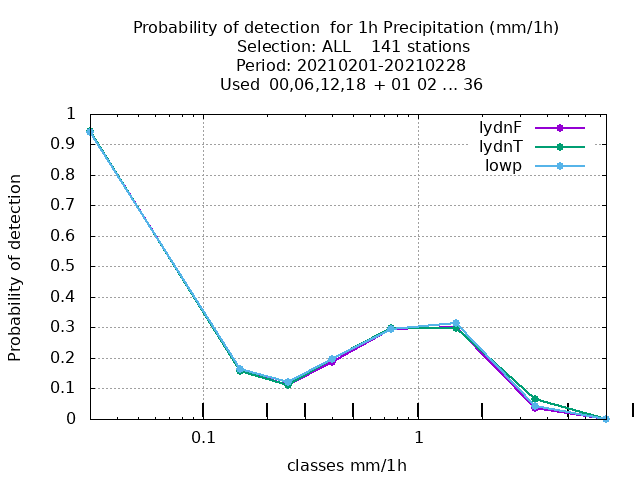 Probability of detection  for 1h Precipitation (mm/1h)
Selection: ALL    141 stations
Period: 20210201-20210228
Used  00,06,12,18  + 01 02 ... 36
lydnF
lydnT
lowp
1
0.9
0.8
0.7
0.6
0.5
0.4
0.3
0.2
0.1
0
Probability of detection
0.1
1
classes mm/1h